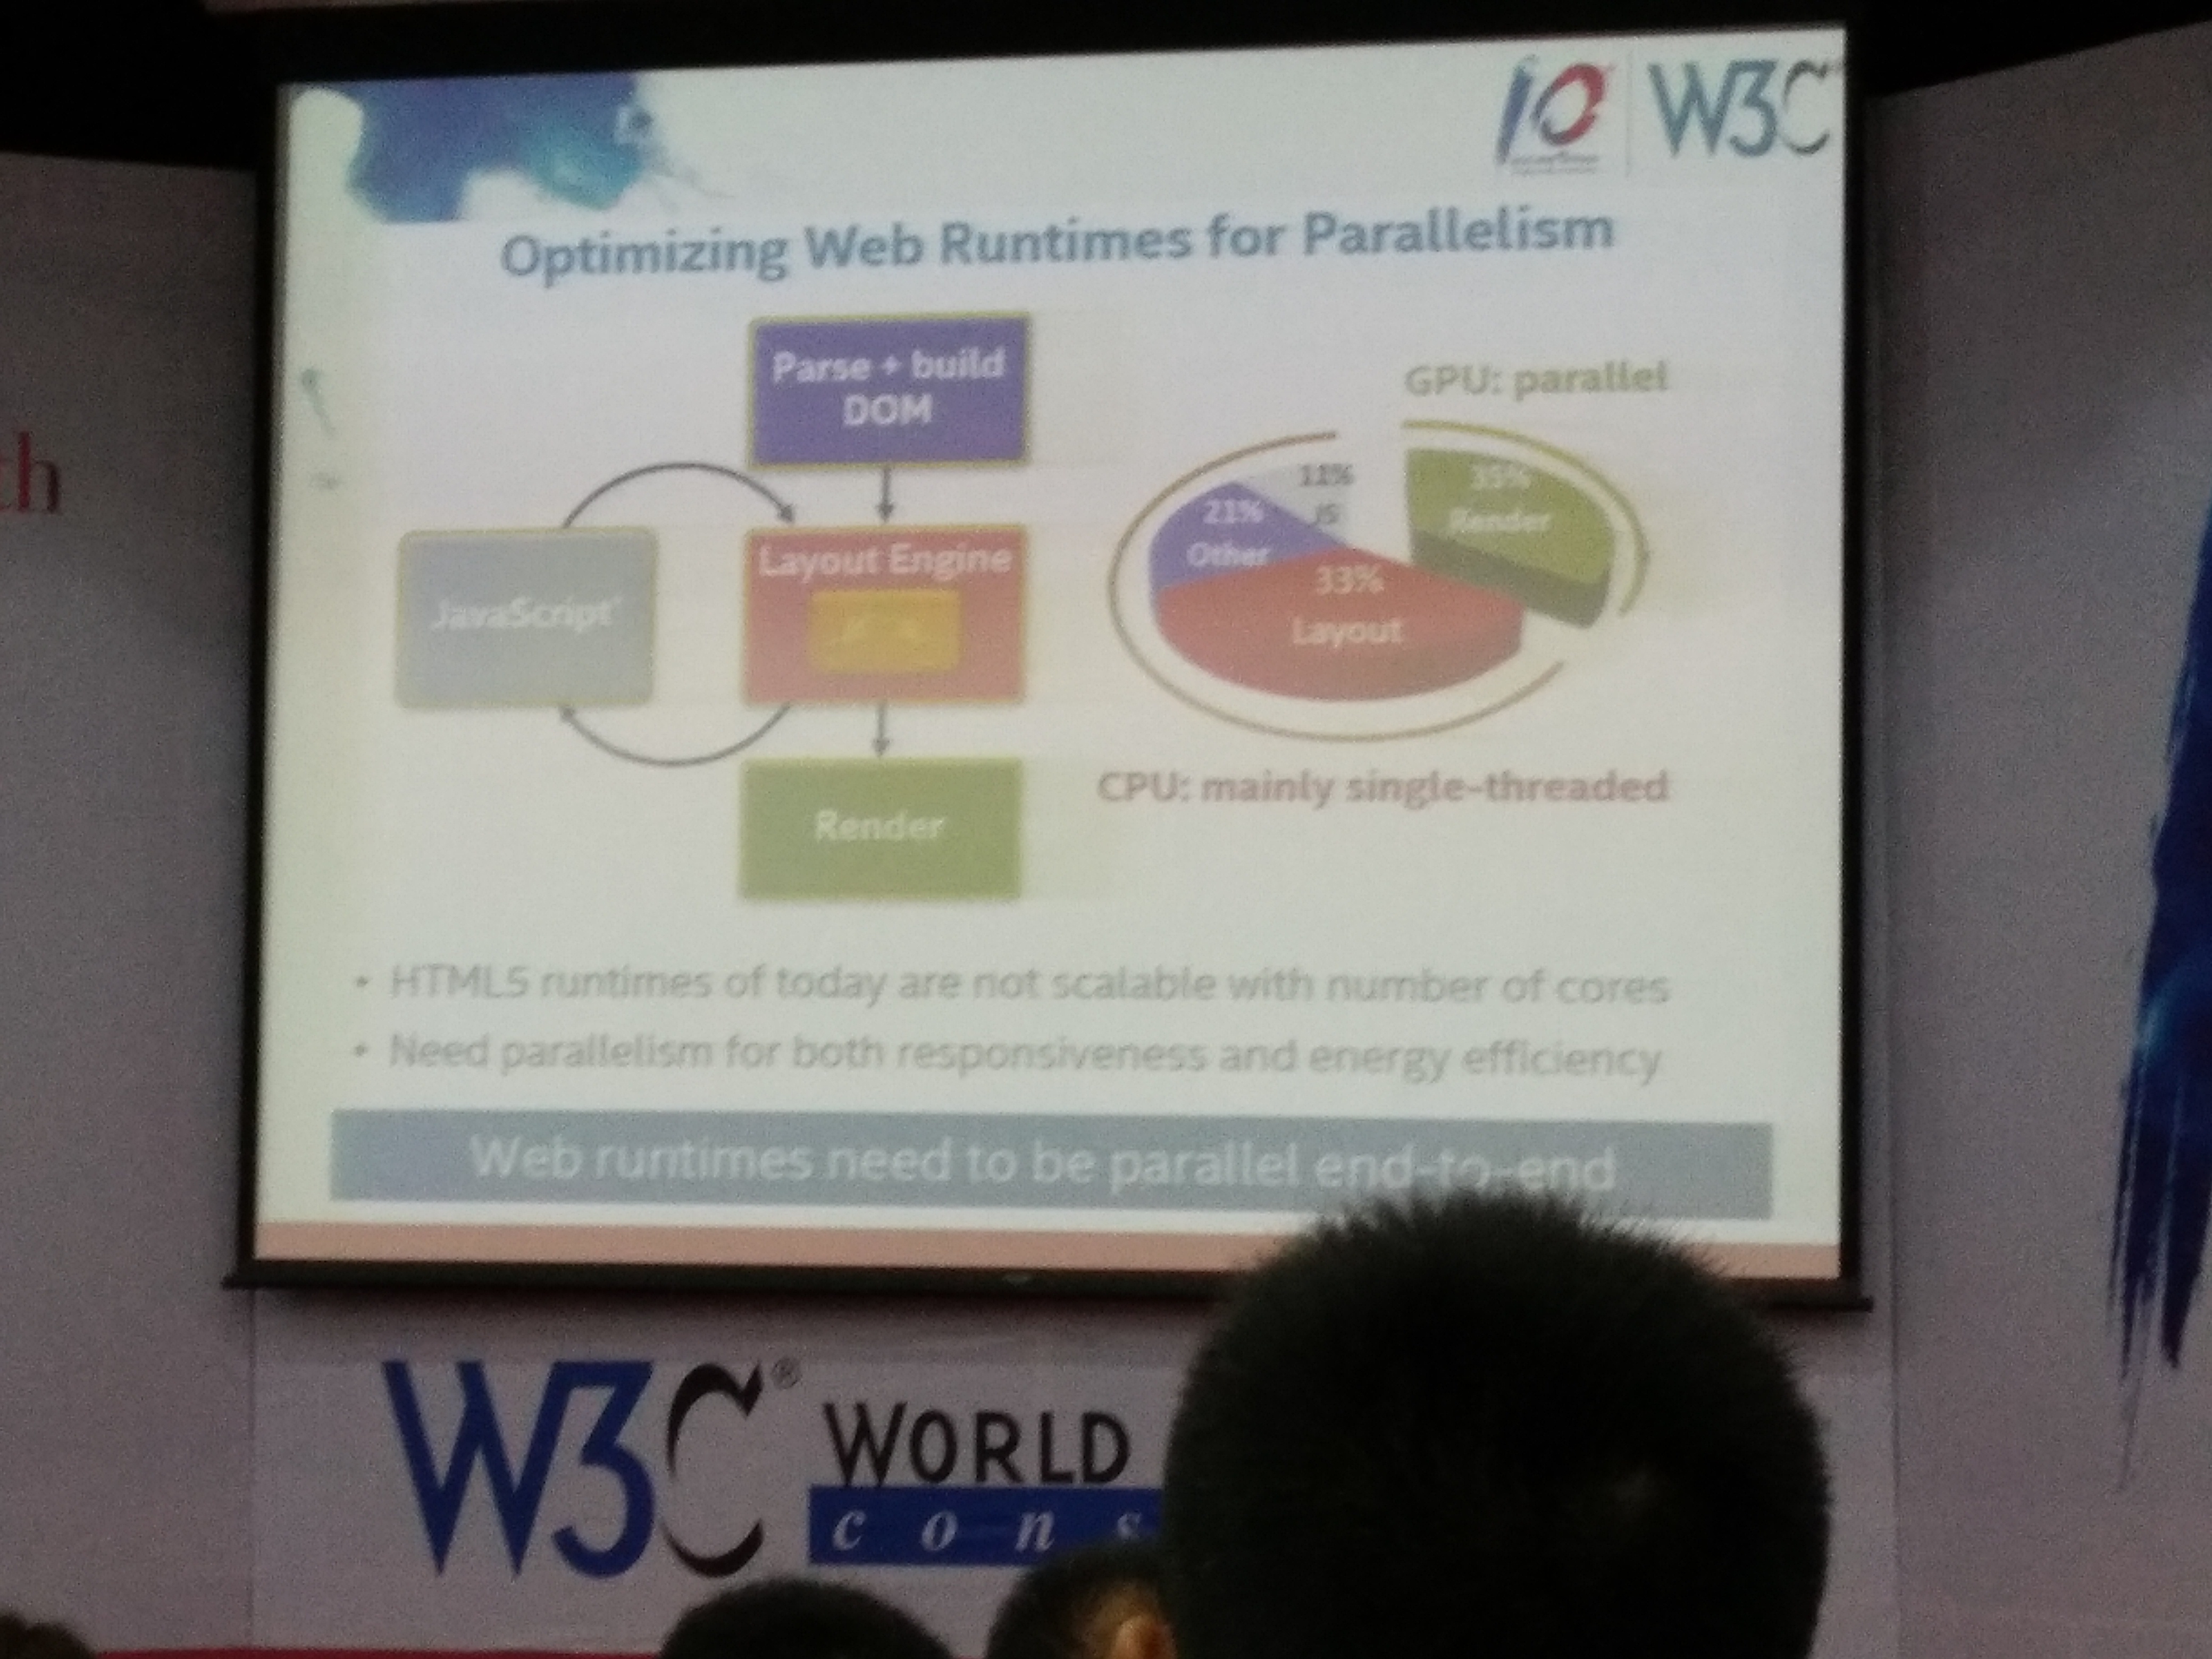 W3C
Optimizing Web Runtimes for Parallelism
Parse + build
DOM
GPU: parallel
JavaScript*
Layout Engine
11%
JS
21%
Other
33%
Layout
Render
Render
CPU: mainly single-threaded
• HTML5 runtimes of today are not scalable with number of cores
• Need parallelism for both responsiveness and energy efficiency
Web runtimes need to be parallel end-to-end
th
W3C®
WORLD
cons